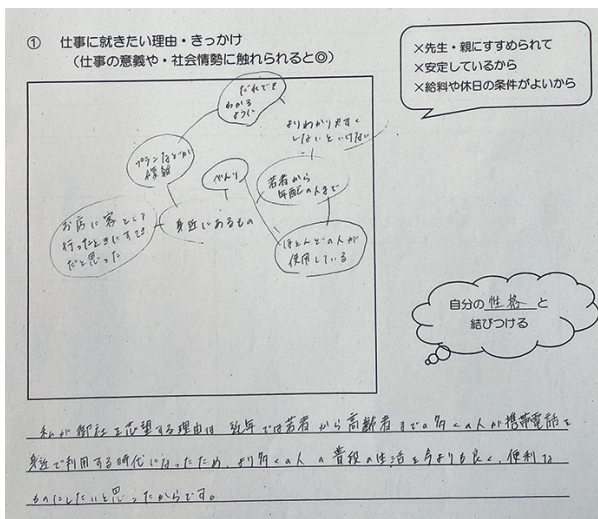 ① 仕事に就きたい理由・きっかけ
(仕事の意義や・社会情勢に触れられると◎)
×先生・親にすすめられて
×安定しているから
×給料や休日の条件がよいから
だれでも
わかる
ように
よりわかりやすく
しないといけない
プランなどが
複雑
べんり
若者から
年配の人まで
お店に客として
行ったときにすてき
だと思った
身近にあるもの
ほとんどの人が
使用している
自分の性格と
結びつける
私が御社を志望する理由は、近年では若者から高齢者までの多くの人が携帯電話を
身近で利用する時代になったため、より多くの人の普段の生活を今よりも良く、便利な
ものにしたいと思ったからです。